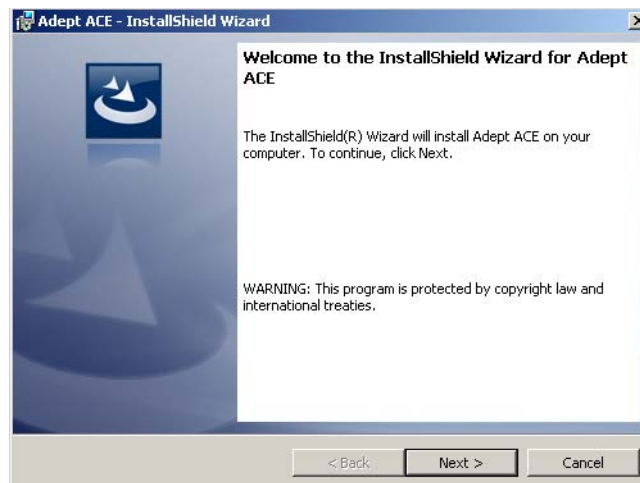 Adept ACE - InstallShield Wizard
Welcome to the InstallShield Wizard for Adept
ACE
The InstallShield(R) Wizard will install Adept ACE on your
computer. To continue, click Next.
WARNING: This program is protected by copyright law and
international treaties.
< Back
Next >
Cancel